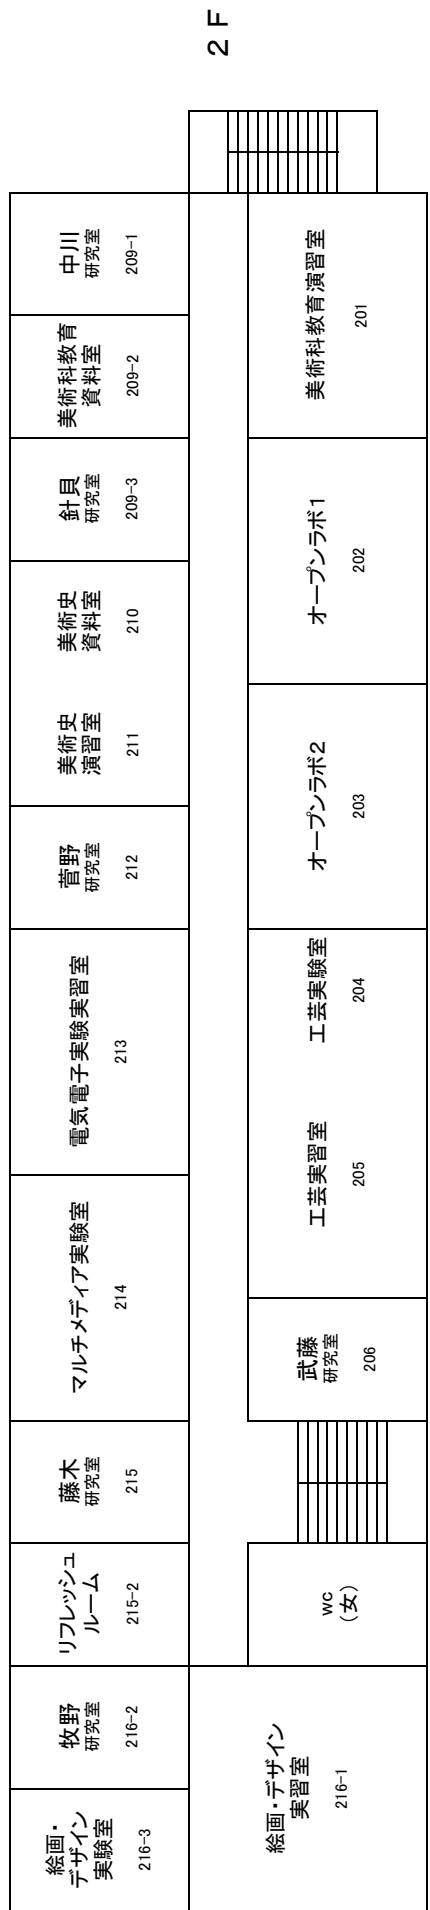 2F
中川
研究室
209-1
美術科教育
資料室
209-2
針貝
研究室
209-3
美術史
資料室
210
美術史
演習室
211
菅野
研究室
212
電気電子実験実習室
213
マルチメディア実験室
214
藤木
研究室
215
リフレッシュ
ルーム
215-2
牧野
研究室
216-2
絵画・
デザイン
実験室
216-3
美術科教育演習室
201
オープンラボ1
202
オープンラボ2
203
工芸実験室
204
工芸実習室
205
武藤
研究室
206
wc
(女)
絵画・デザイン
実習室
216-1